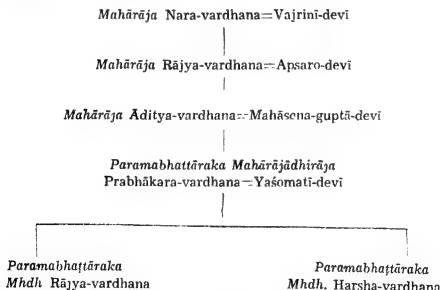 Mahārāja Nara-vardhana=Vajrinī-devī
Mahārāja Rājya-vardhana=Apsaro-devī
Mahārāja Āditya-vardhana=Mahāsena-guptā-devī
Paramabhattāraka Mahārājādhirāja
Prabhākara-vardhana=Yaśomatī-devī
Paramabhaṭṭāraka Paramabhaṭṭāraka
Mhdh Rājya-vardhana Mhdh. Harsha-vardhana